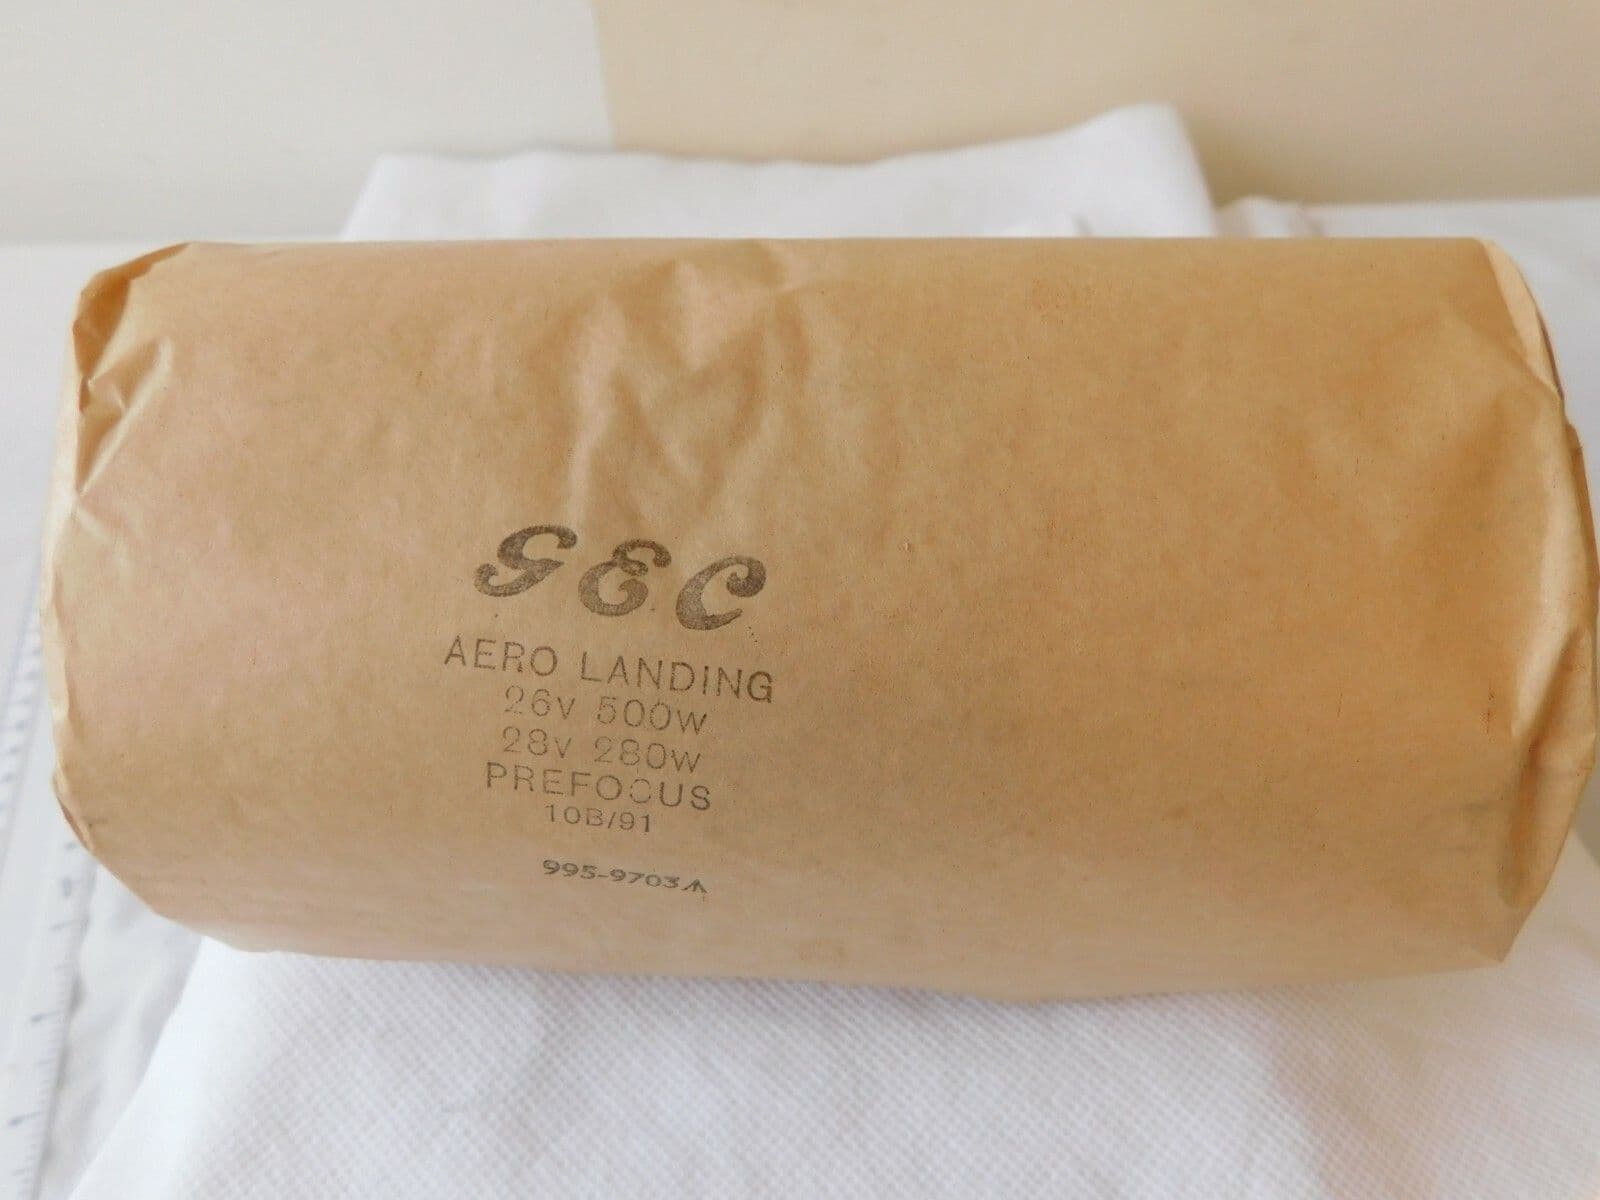 GEC
AERO LANDING
26V 500W
28V 280W
PREFOCUS
10B/91
995-9703